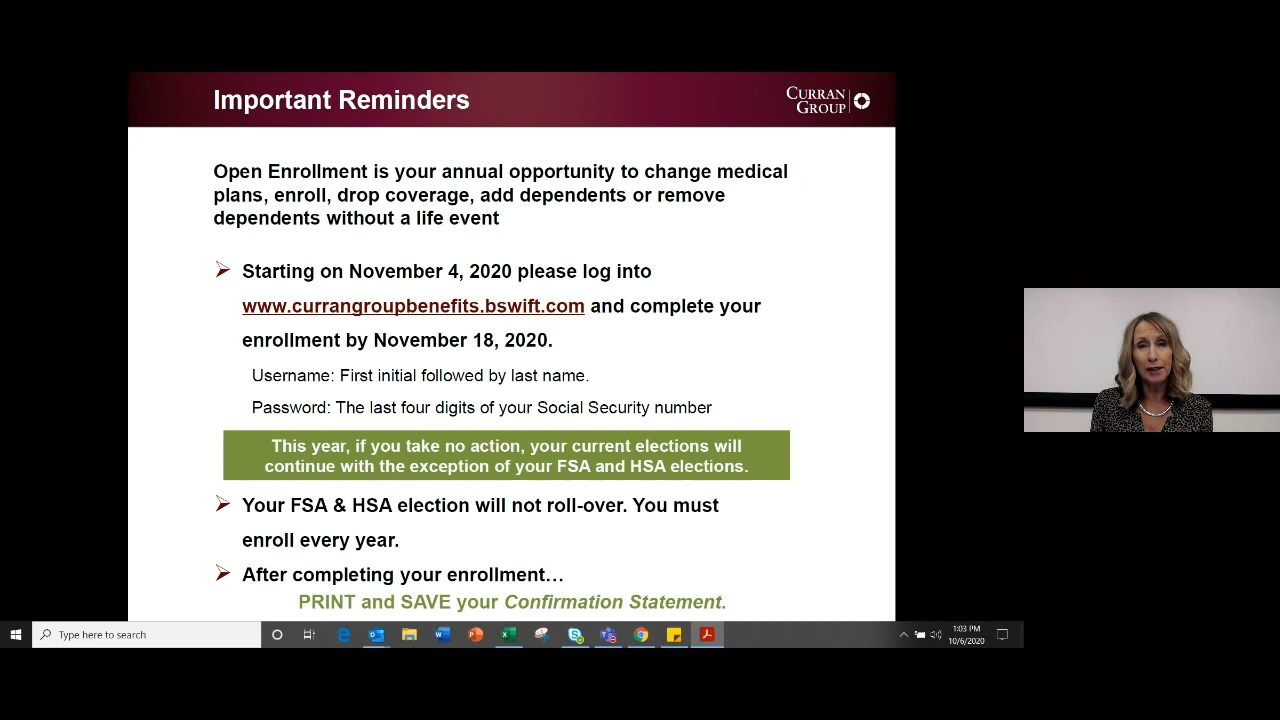 Important Reminders
CURRAN
GROUP
Open Enrollment is your annual opportunity to change medical
plans, enroll, drop coverage, add dependents or remove
dependents without a life event
Starting on November 4, 2020 please log into
www.currangroupbenefits.bswift.com and complete your
enrollment by November 18, 2020.
Username: First initial followed by last name.
Password: The last four digits of your Social Security number
This year, if you take no action, your current elections will
continue with the exception of your FSA and HSA elections.
Your FSA & HSA election will not roll-over. You must
enroll every year.
After completing your enrollment…
PRINT and SAVE your Confirmation Statement.
Type here to search
1:03 PM
10/6/2020